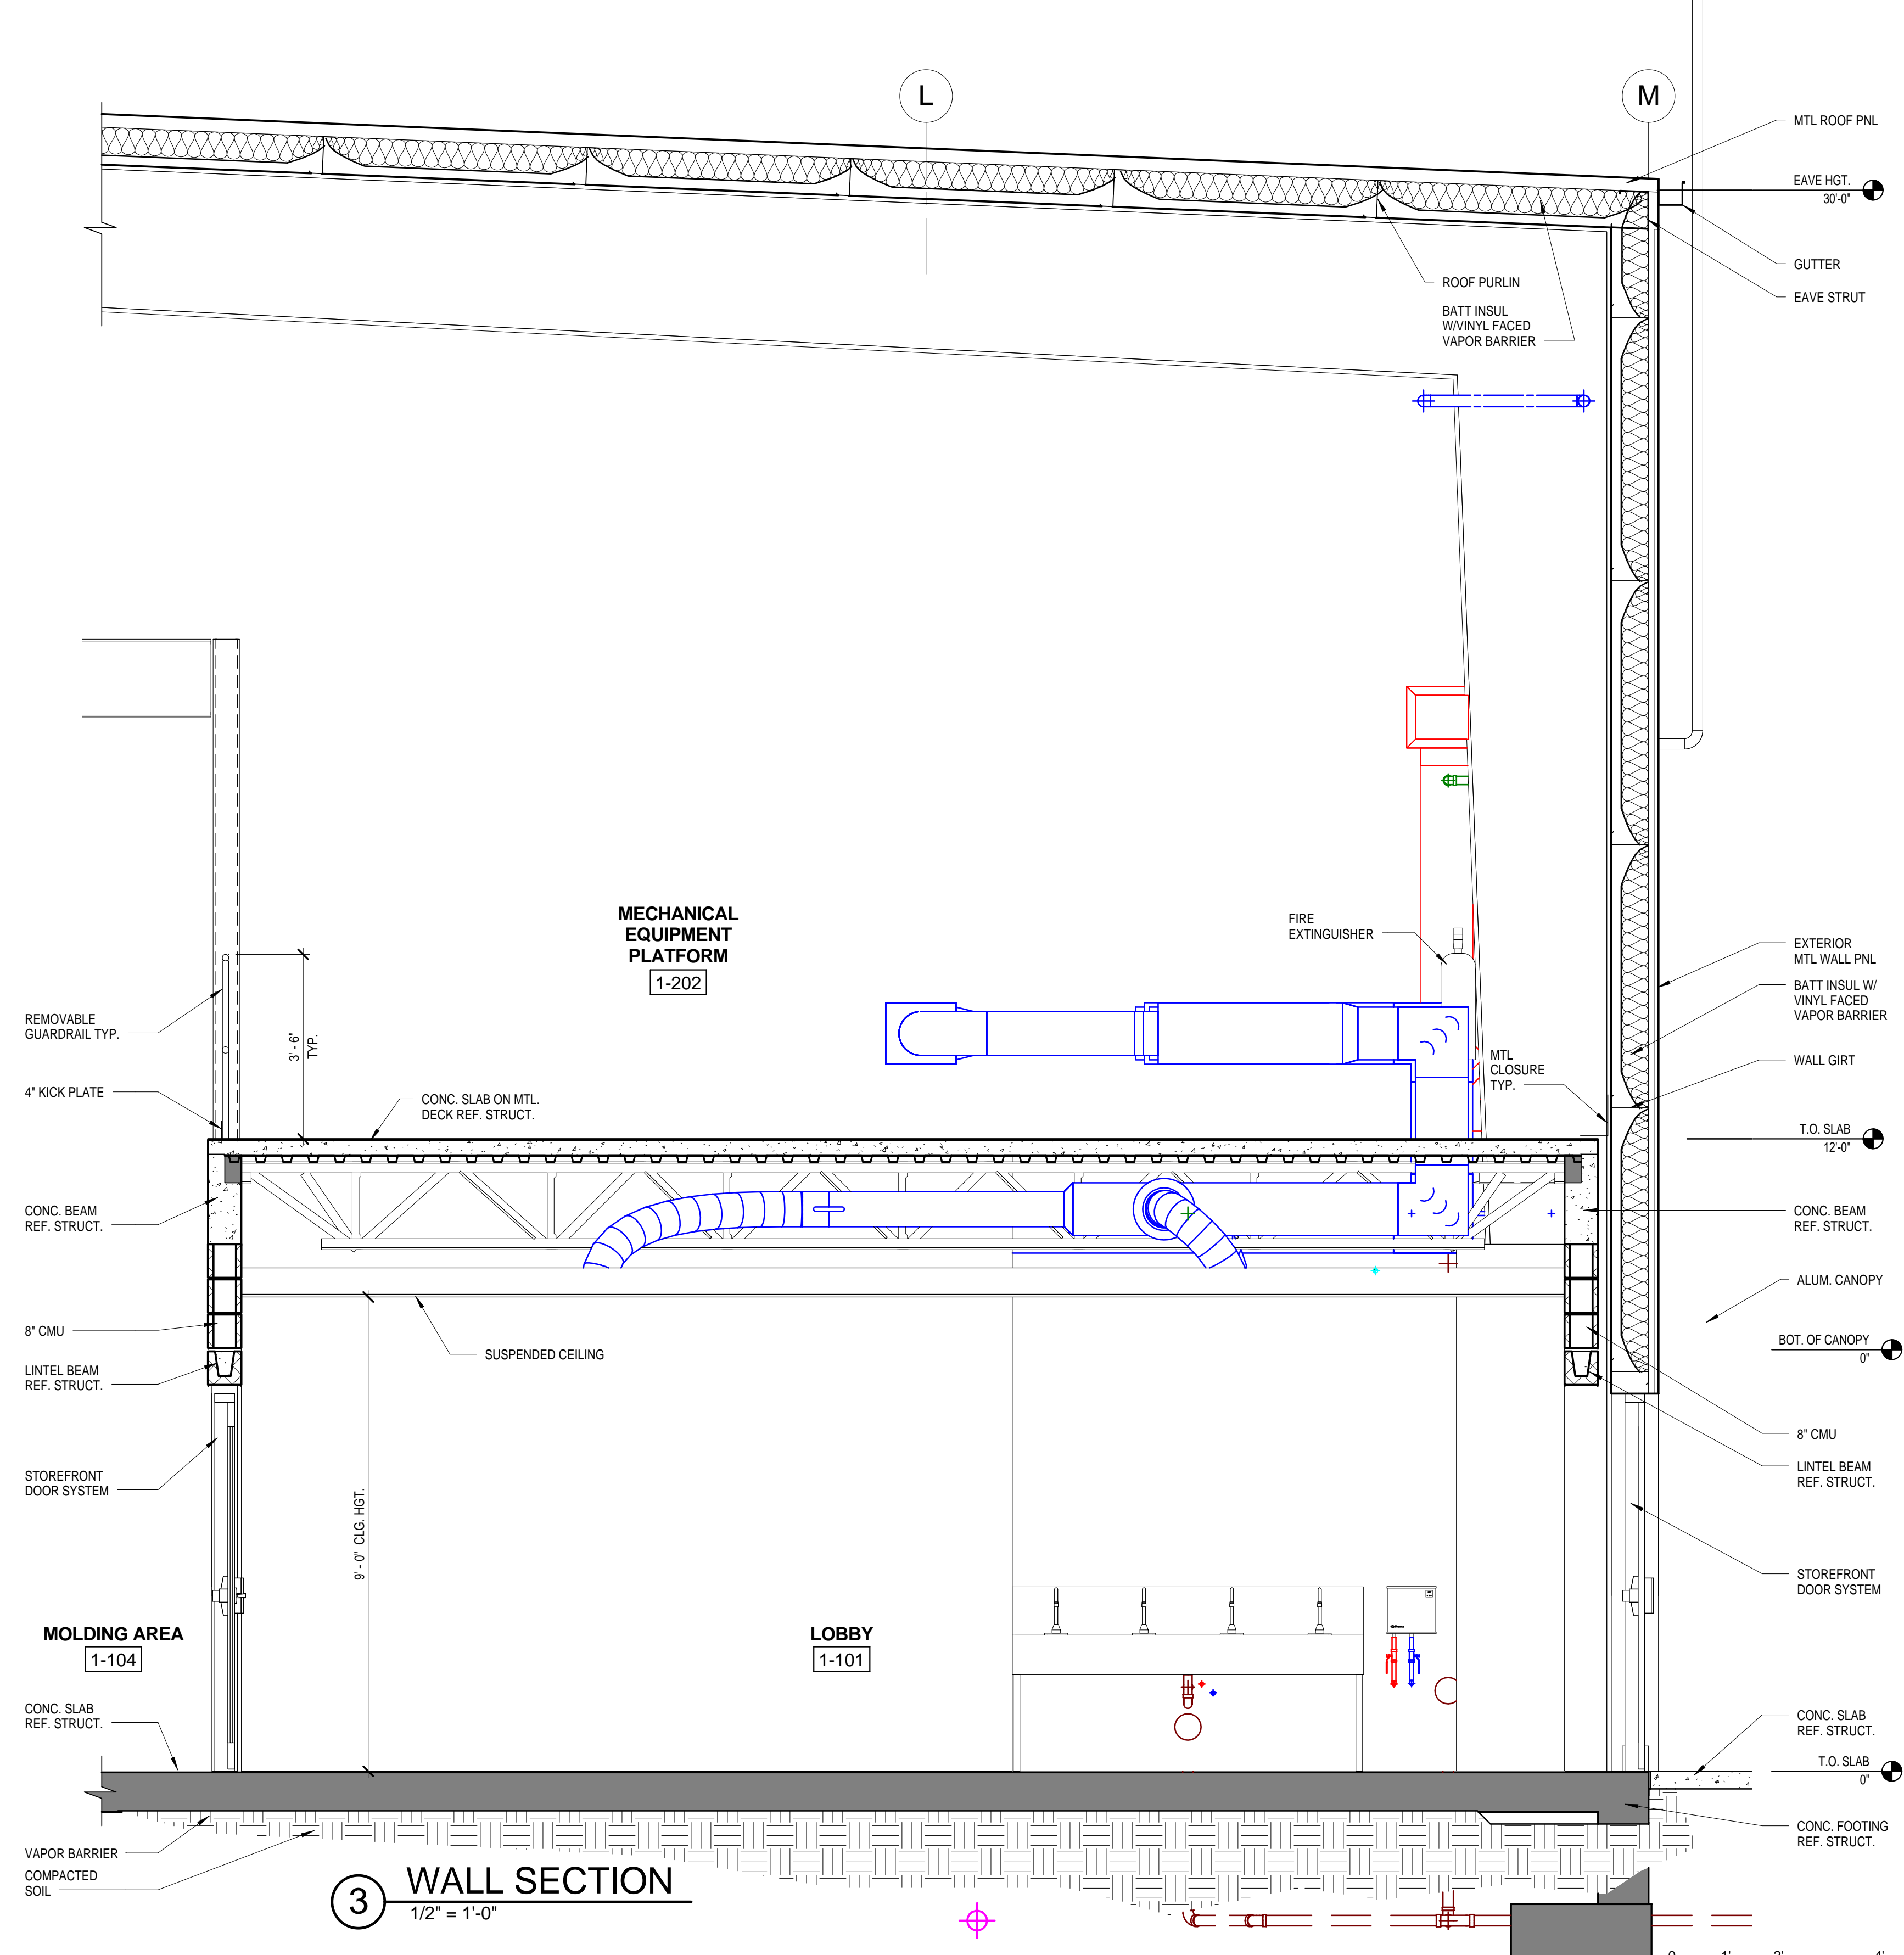 L
M
MTL ROOF PNL
EAVE HGT.
30'-0"
GUTTER
EAVE STRUT
ROOF PURLIN
BATT INSUL
W/VINYL FACED
VAPOR BARRIER
MECHANICAL
EQUIPMENT
PLATFORM
1-202
FIRE
EXTINGUISHER
EXTERIOR
MTL WALL PNL
BATT INSUL W/
VINYL FACED
VAPOR BARRIER
REMOVABLE
GUARDRAIL TYP.
3' - 6"
TYP.
MTL
CLOSURE
TYP.
WALL GIRT
4" KICK PLATE
CONC. SLAB ON MTL.
DECK REF. STRUCT.
T.O. SLAB
12'-0"
CONC. BEAM
REF. STRUCT.
CONC. BEAM
REF. STRUCT.
ALUM. CANOPY
8" CMU
SUSPENDED CEILING
BOT. OF CANOPY
0"
LINTEL BEAM
REF. STRUCT.
8" CMU
LINTEL BEAM
REF. STRUCT.
STOREFRONT
DOOR SYSTEM
9' - 0" CLG. HGT.
STOREFRONT
DOOR SYSTEM
MOLDING AREA
1-104
LOBBY
1-101
CONC. SLAB
REF. STRUCT.
CONC. SLAB
REF. STRUCT.
T.O. SLAB
0"
CONC. FOOTING
REF. STRUCT.
VAPOR BARRIER
COMPACTED
SOIL
3
WALL SECTION
1/2" = 1'-0"